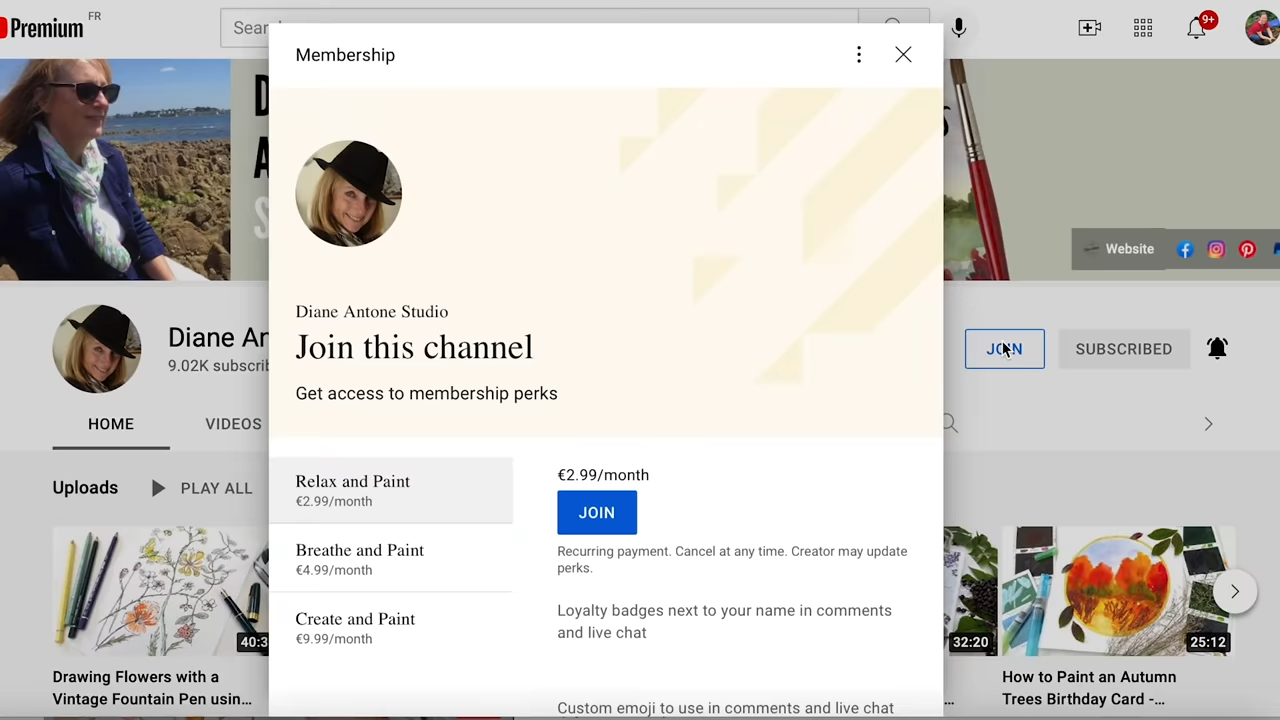 Premium FR
Sear
9+
Membership
D
A
S
Website
Diane Antone Studio
Join this channel
Get access to membership perks
Diane An
9.02K subscrib
JOIN
SUBSCRIBED
HOME
VIDEOS
Uploads
PLAY ALL
Relax and Paint
€2.99/month
Breathe and Paint
€4.99/month
Create and Paint
€9.99/month
€2.99/month
JOIN
Recurring payment. Cancel at any time. Creator may update
perks.
Loyalty badges next to your name in comments
and live chat
Custom emoji to use in comments and live chat
40:3
32:20
25:12
Drawing Flowers with a
Vintage Fountain Pen usin...
How to Paint an Autumn
Trees Birthday Card -...